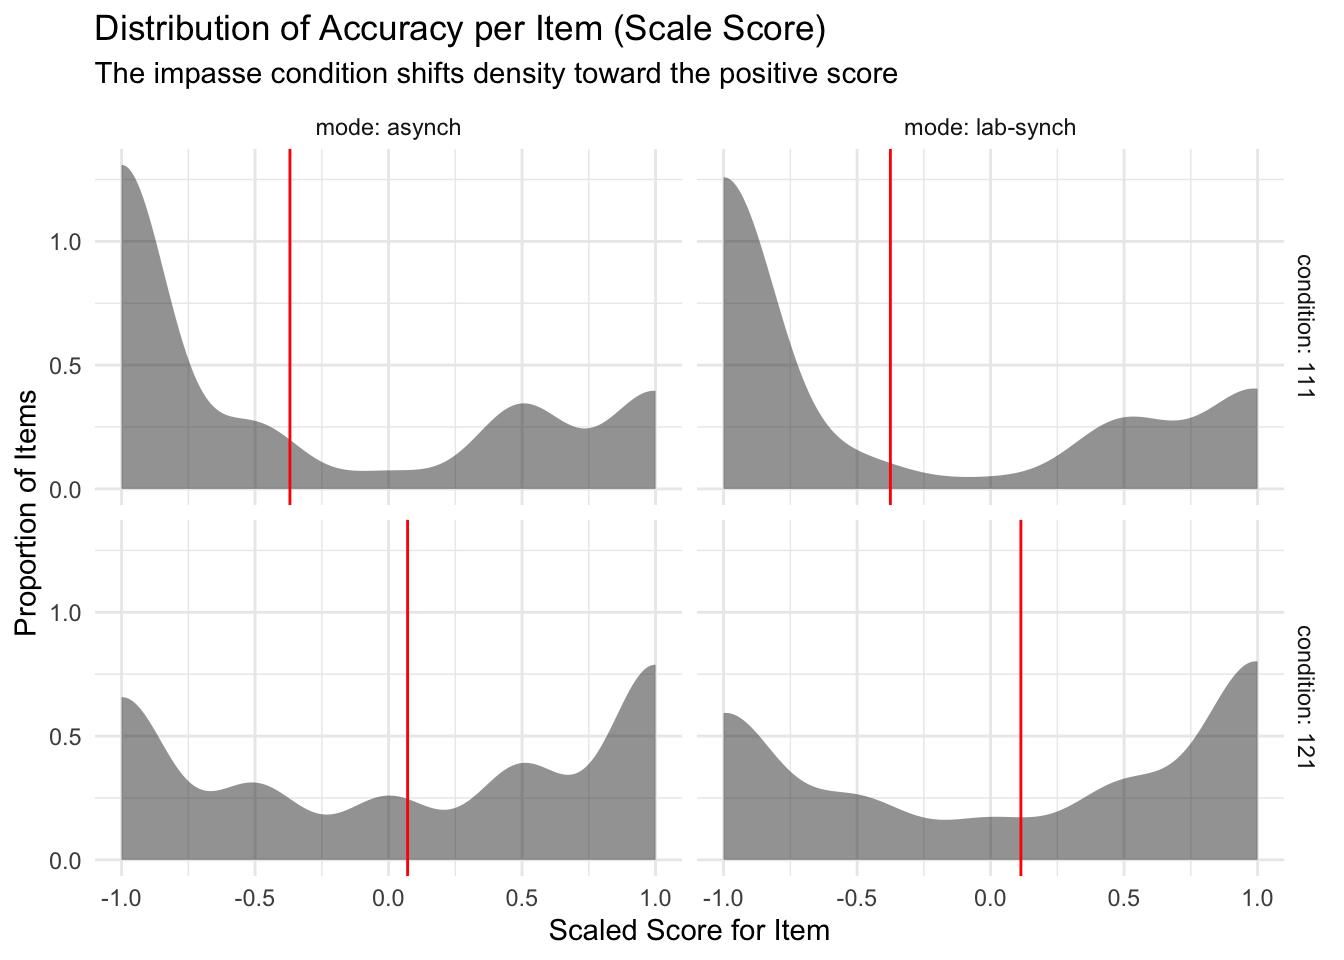 Distribution of Accuracy per Item (Scale Score)
The impasse condition shifts density toward the positive score
mode: asynch
mode: lab-synch
1.0
0.5
0.0
condition: 111
Proportion of Items
1.0
0.5
0.0
condition: 121
-1.0 -0.5 0.0 0.5 1.0
-1.0 -0.5 0.0 0.5 1.0
Scaled Score for Item